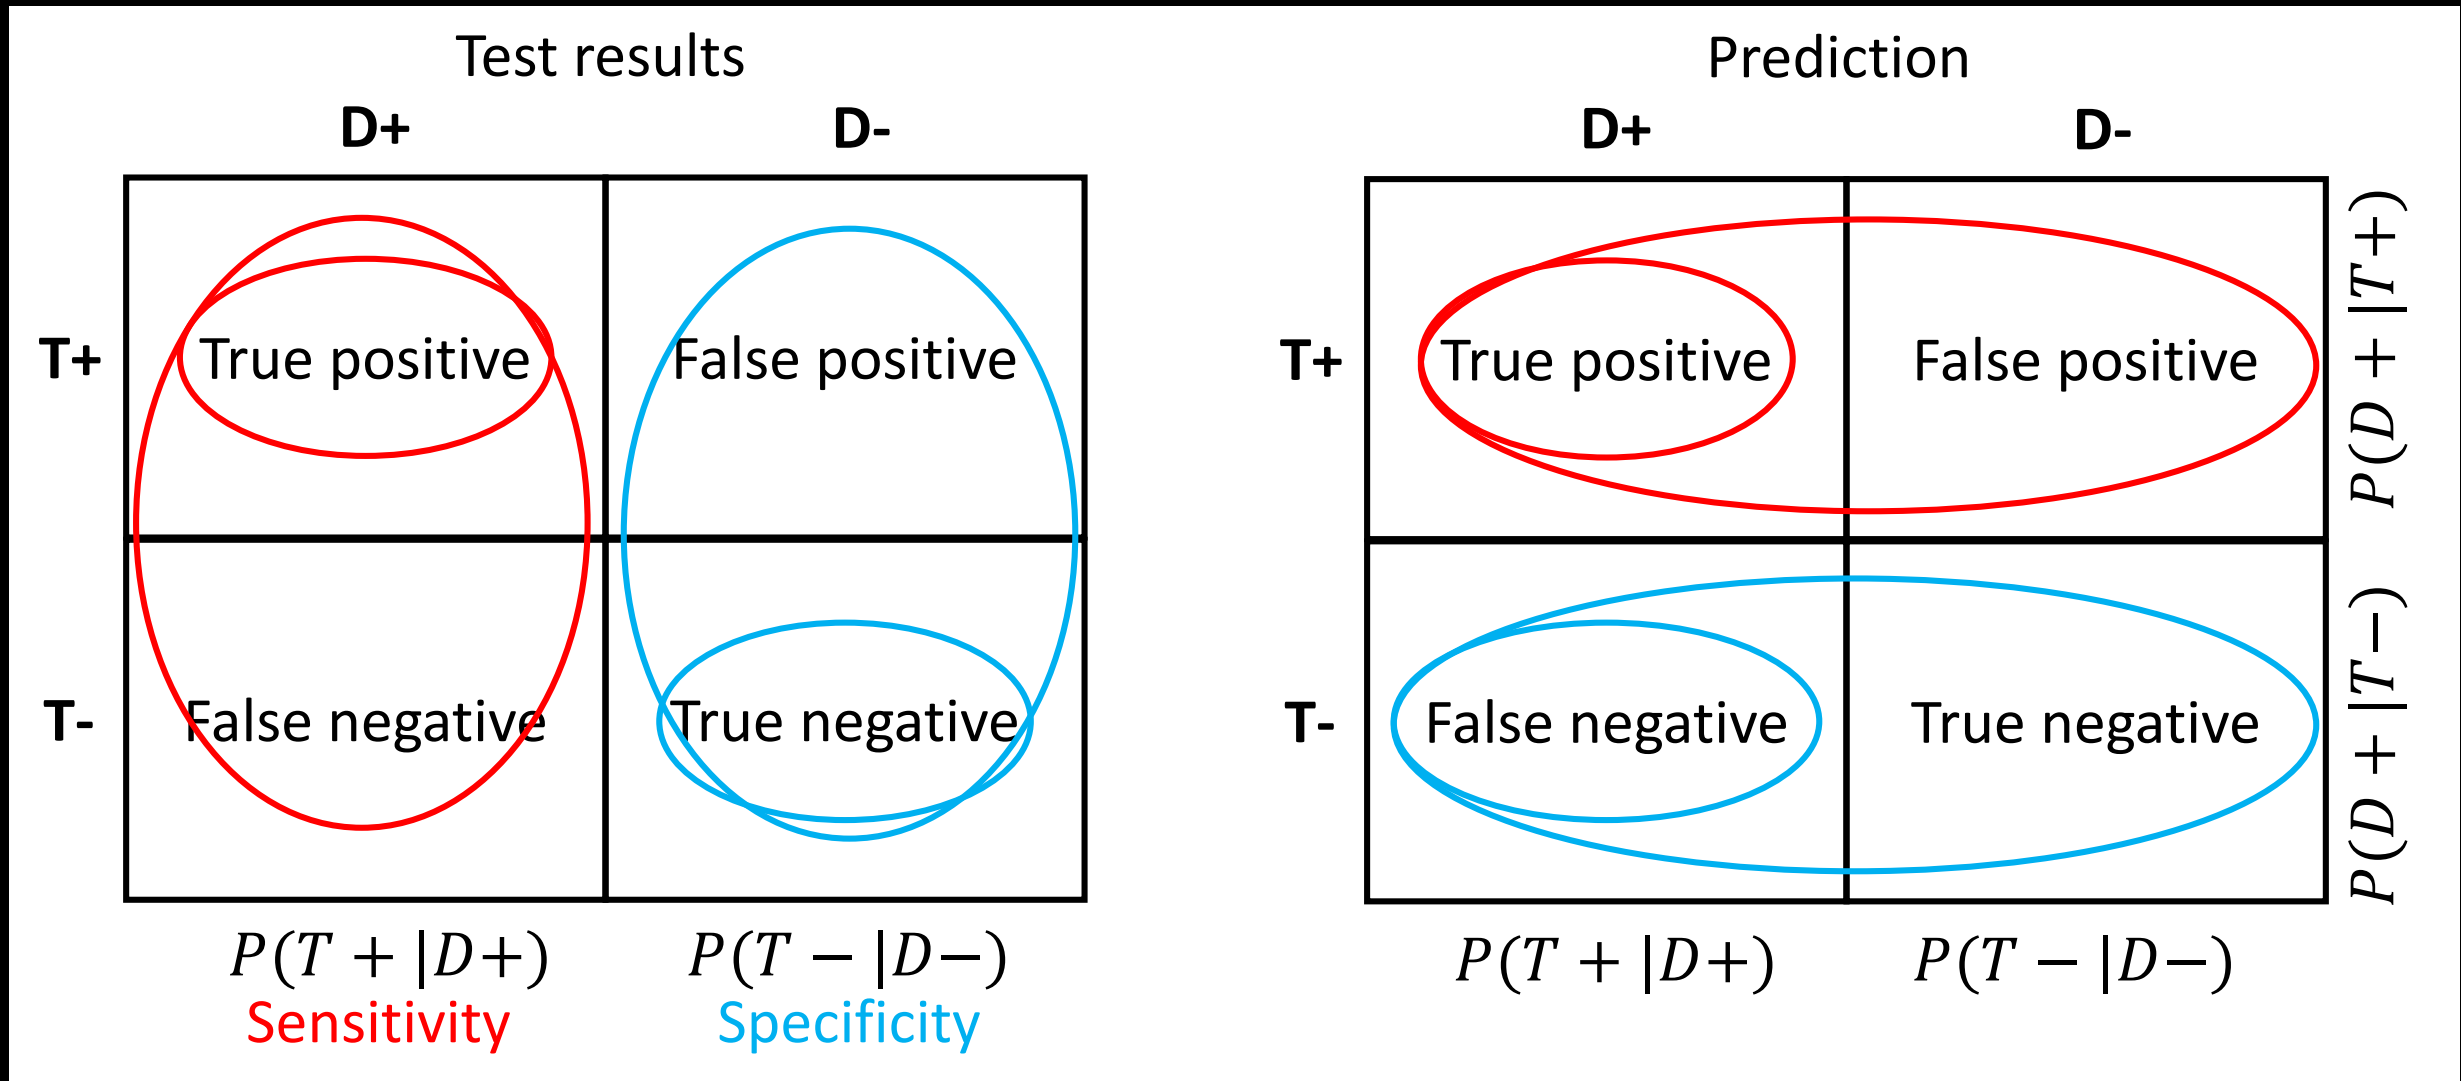 Test results
D+ D-
T+ True positive False positive
T- False negative True negative
P(T + |D+) P(T − |D−)
Sensitivity Specificity
Prediction
D+ D-
T+ True positive False positive
T- False negative True negative
P(T + |D+) P(T − |D−)
P(D + |T+)
P(D + |T−)